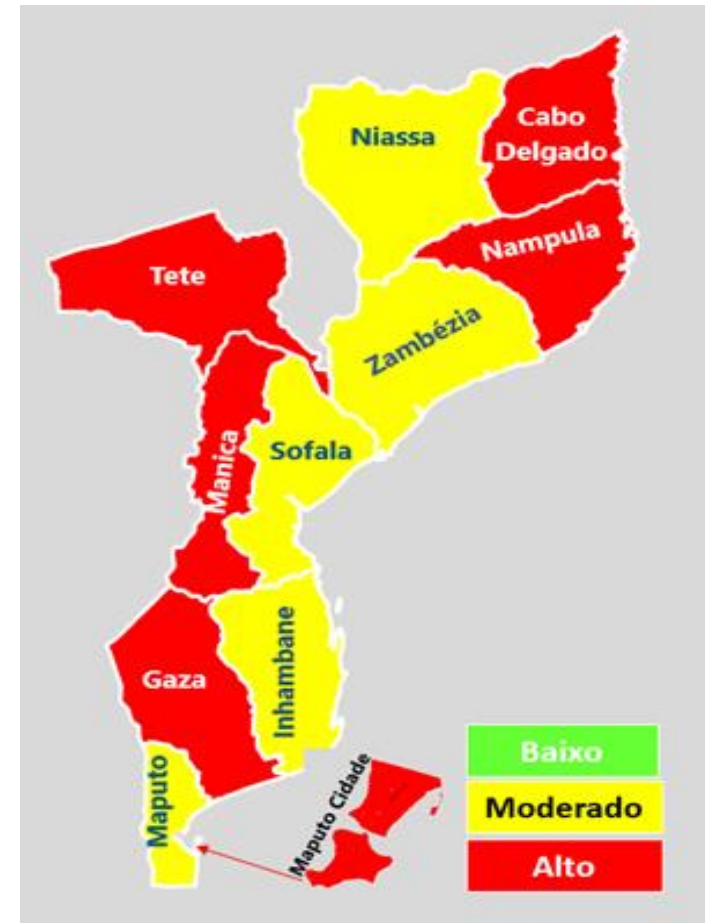 Niassa
Cabo
Delgado
Nampula
Tete
Zambézia
Manica
Sofala
Inhambane
Gaza
Maputo
Maputo Cidade
Baixo
Moderado
Alto